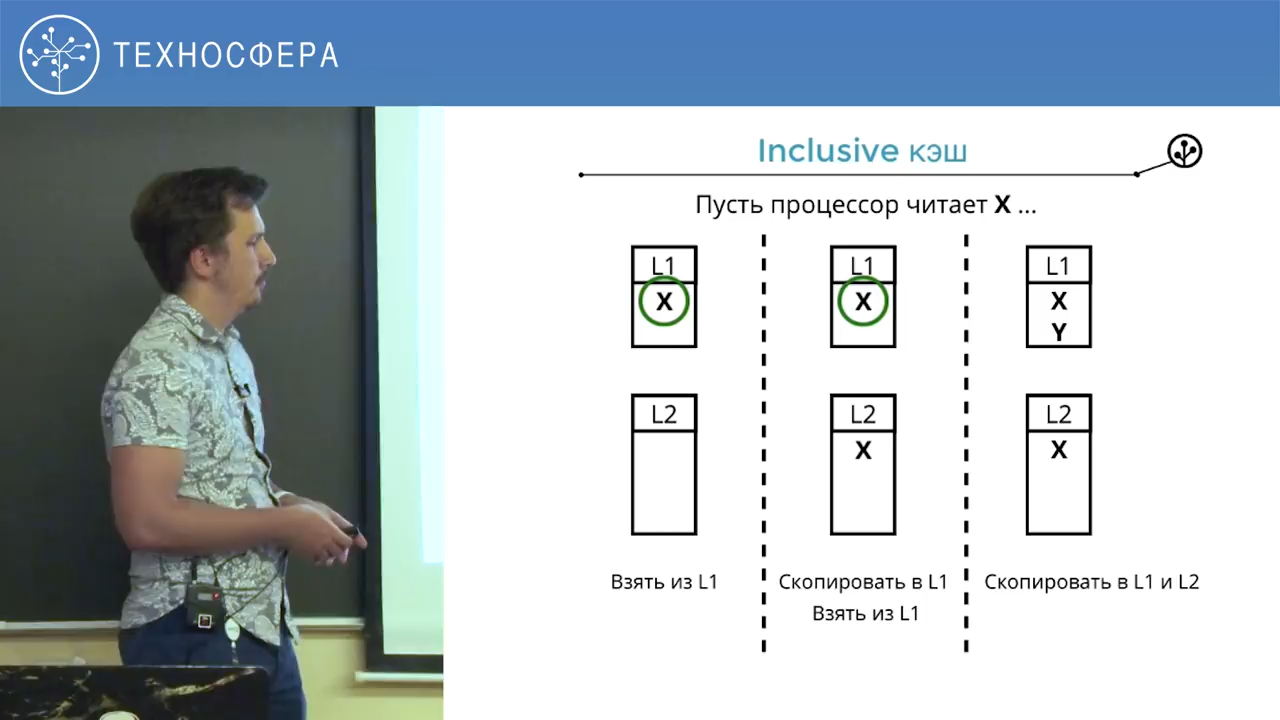 ТЕХНОСФЕРА
Inclusive кэш
Пусть процессор читает X ...
L1
X
L2
Взять из L1
L1
X
L2
X
Скопировать в L1
Взять из L1
L1
X
Y
L2
X
Скопировать в L1 и L2